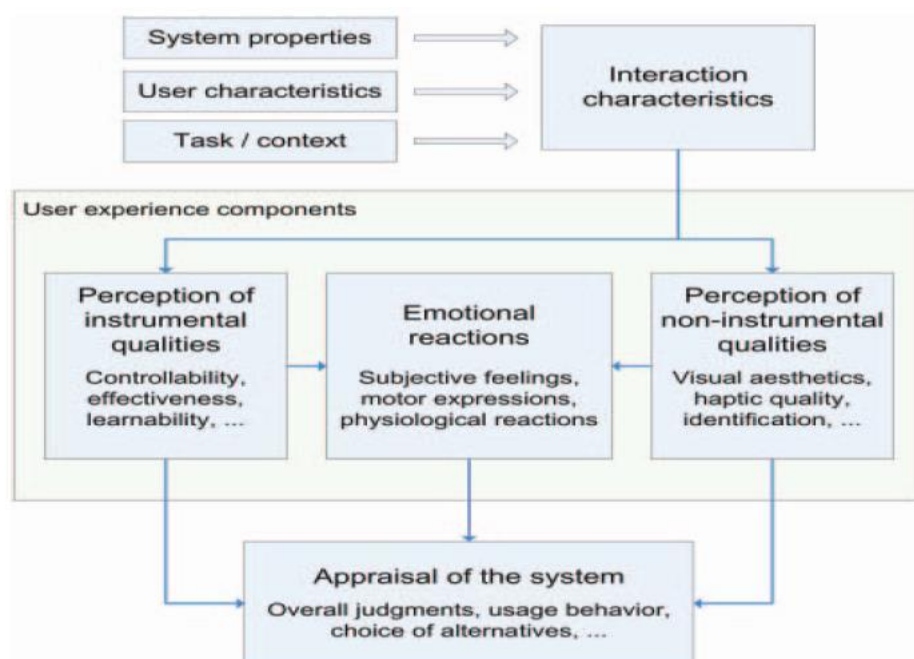 System properties
User characteristics
Task / context
Interaction
characteristics
User experience components
Perception of
instrumental
qualities
Controllability,
effectiveness,
learnability, ...
Emotional
reactions
Subjective feelings,
motor expressions,
physiological reactions
Perception of
non-instrumental
qualities
Visual aesthetics,
haptic quality,
identification, ...
Appraisal of the system
Overall judgments, usage behavior,
choice of alternatives, ...